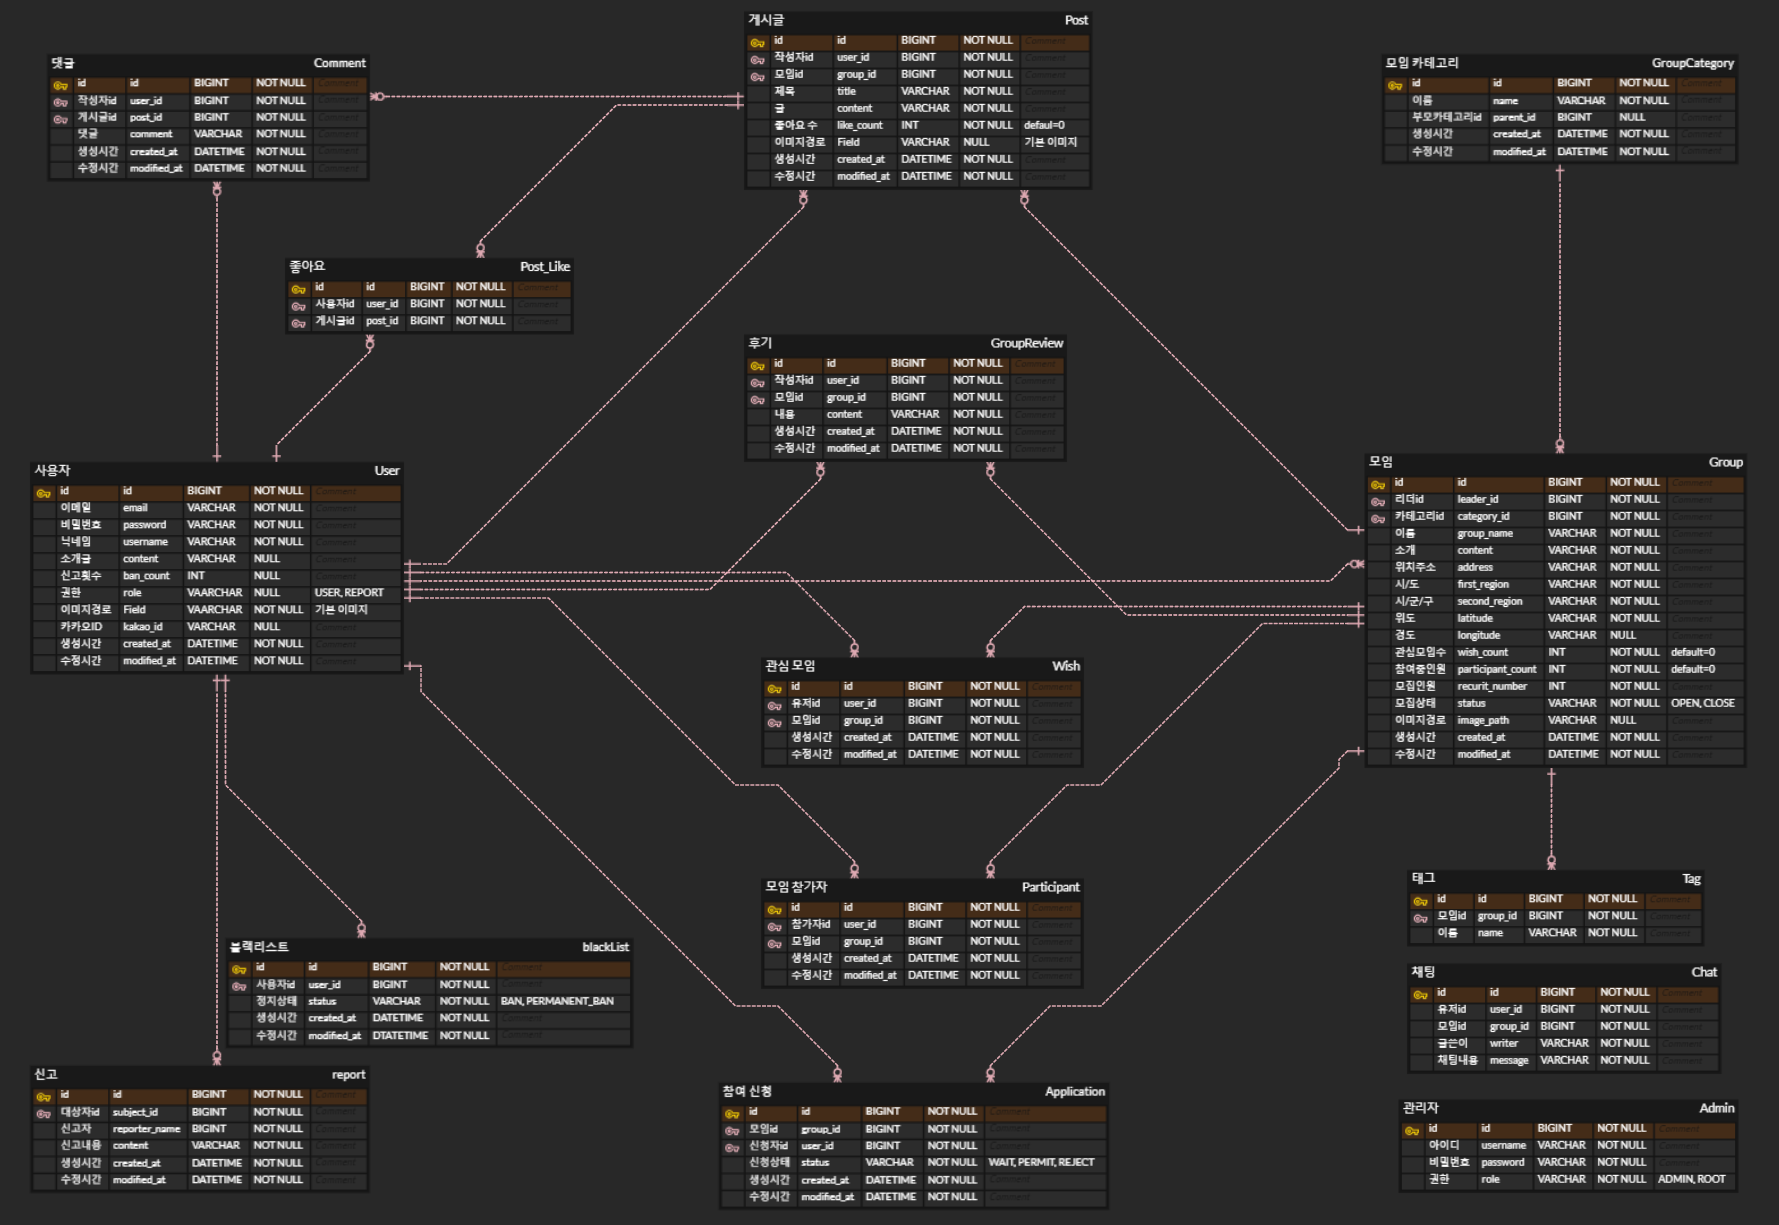 게시글 Post
id id BIGINT NOT NULL Comment
작성자id user_id BIGINT NOT NULL Comment
모임id group_id BIGINT NOT NULL Comment
제목 title VARCHAR NOT NULL Comment
글 content VARCHAR NOT NULL Comment
좋아요 수 like_count INT NOT NULL defaul=0
이미지경로 Field VARCHAR NULL 기본 이미지
생성시간 created_at DATETIME NOT NULL Comment
수정시간 modified_at DATETIME NOT NULL Comment
댓글 Comment
id id BIGINT NOT NULL Comment
작성자id user_id BIGINT NOT NULL Comment
게시글id post_id BIGINT NOT NULL Comment
댓글 comment VARCHAR NOT NULL Comment
생성시간 created_at DATETIME NOT NULL Comment
수정시간 modified_at DATETIME NOT NULL Comment
모임 카테고리 GroupCategory
id id BIGINT NOT NULL Comment
이름 name VARCHAR NOT NULL Comment
부모카테고리id parent_id BIGINT NULL Comment
생성시간 created_at DATETIME NOT NULL Comment
수정시간 modified_at DATETIME NOT NULL Comment
좋아요 Post_Like
id id BIGINT NOT NULL Comment
사용자id user_id BIGINT NOT NULL Comment
게시글id post_id BIGINT NOT NULL Comment
후기 GroupReview
id id BIGINT NOT NULL Comment
작성자id user_id BIGINT NOT NULL Comment
모임id group_id BIGINT NOT NULL Comment
내용 content VARCHAR NOT NULL Comment
생성시간 created_at DATETIME NOT NULL Comment
수정시간 modified_at DATETIME NOT NULL Comment
사용자 User
id id BIGINT NOT NULL Comment
이메일 email VARCHAR NOT NULL Comment
비밀번호 password VARCHAR NOT NULL Comment
닉네임 username VARCHAR NOT NULL Comment
소개글 content VARCHAR NULL Comment
신고횟수 ban_count INT NULL Comment
권한 role VAARCHAR NULL USER, REPORT
이미지경로 Field VAARCHAR NOT NULL 기본 이미지
카카오ID kakao_id VARCHAR NULL Comment
생성시간 created_at DATETIME NOT NULL Comment
수정시간 modified_at DATETIME NOT NULL Comment
모임 Group
id id BIGINT NOT NULL Comment
리더id leader_id BIGINT NOT NULL Comment
카테고리id category_id BIGINT NOT NULL Comment
이름 group_name VARCHAR NOT NULL Comment
소개 content VARCHAR NOT NULL Comment
위치주소 address VARCHAR NOT NULL Comment
시/도 first_region VARCHAR NOT NULL Comment
시/군/구 second_region VARCHAR NOT NULL Comment
위도 latitude VARCHAR NOT NULL Comment
경도 longitude VARCHAR NULL Comment
관심모임수 wish_count INT NOT NULL default=0
참여중인원 participant_count INT NOT NULL default=0
모집인원 recurit_number INT NOT NULL Comment
모집상태 status VARCHAR NOT NULL OPEN, CLOSE
이미지경로 image_path VARCHAR NULL Comment
생성시간 created_at DATETIME NOT NULL Comment
수정시간 modified_at DATETIME NOT NULL Comment
관심 모임 Wish
id id BIGINT NOT NULL Comment
유저id user_id BIGINT NOT NULL Comment
모임id group_id BIGINT NOT NULL Comment
생성시간 created_at DATETIME NOT NULL Comment
수정시간 modified_at DATETIME NOT NULL Comment
모임 참가자 Participant
id id BIGINT NOT NULL Comment
참가자id user_id BIGINT NOT NULL Comment
모임id group_id BIGINT NOT NULL Comment
생성시간 created_at DATETIME NOT NULL Comment
수정시간 modified_at DATETIME NOT NULL Comment
태그 Tag
id id BIGINT NOT NULL Comment
모임id group_id BIGINT NOT NULL Comment
이름 name VARCHAR NOT NULL Comment
블랙리스트 blackList
id id BIGINT NOT NULL Comment
사용자id user_id BIGINT NOT NULL Comment
정지상태 status VARCHAR NOT NULL BAN, PERMANENT_BAN
생성시간 created_at DATETIME NOT NULL Comment
수정시간 modified_at DTATETIME NOT NULL Comment
채팅 Chat
id id BIGINT NOT NULL Comment
유저id user_id BIGINT NOT NULL Comment
모임id group_id BIGINT NOT NULL Comment
글쓴이 writer VARCHAR NOT NULL Comment
채팅내용 message VARCHAR NOT NULL Comment
신고 report
id id BIGINT NOT NULL Comment
대상자id subject_id BIGINT NOT NULL Comment
신고자 reporter_name BIGINT NOT NULL Comment
신고내용 content VARCHAR NOT NULL Comment
생성시간 created_at DATETIME NOT NULL Comment
수정시간 modified_at DATETIME NOT NULL Comment
참여 신청 Application
id id BIGINT NOT NULL Comment
모임id group_id BIGINT NOT NULL Comment
신청자id user_id BIGINT NOT NULL Comment
신청상태 status VARCHAR NOT NULL WAIT, PERMIT, REJECT
생성시간 created_at DATETIME NOT NULL Comment
수정시간 modified_at DATETIME NOT NULL Comment
관리자 Admin
id id BIGINT NOT NULL Comment
아이디 username VARCHAR NOT NULL Comment
비밀번호 password VARCHAR NOT NULL Comment
권한 role VARCHAR NOT NULL ADMIN, ROOT